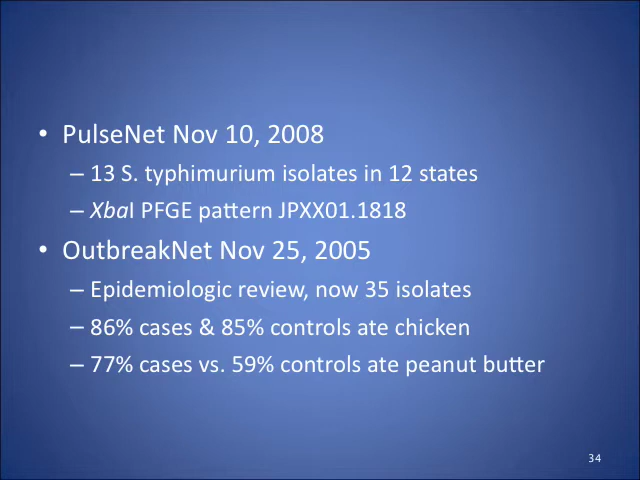 • PulseNet Nov 10, 2008
– 13 S. typhimurium isolates in 12 states
– XbaI PFGE pattern JPXX01.1818
• OutbreakNet Nov 25, 2005
– Epidemiologic review, now 35 isolates
– 86% cases & 85% controls ate chicken
– 77% cases vs. 59% controls ate peanut butter
34